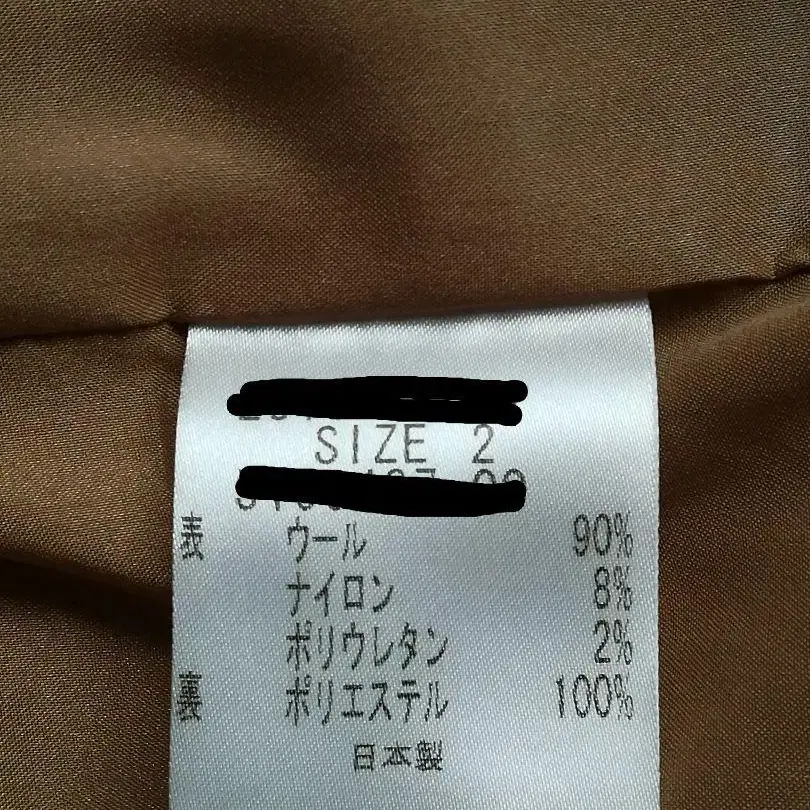 SIZE 2
表 ウール 90%
ナイロン 8%
ポリウレタン 2%
裏 ポリエステル 100%
日本製